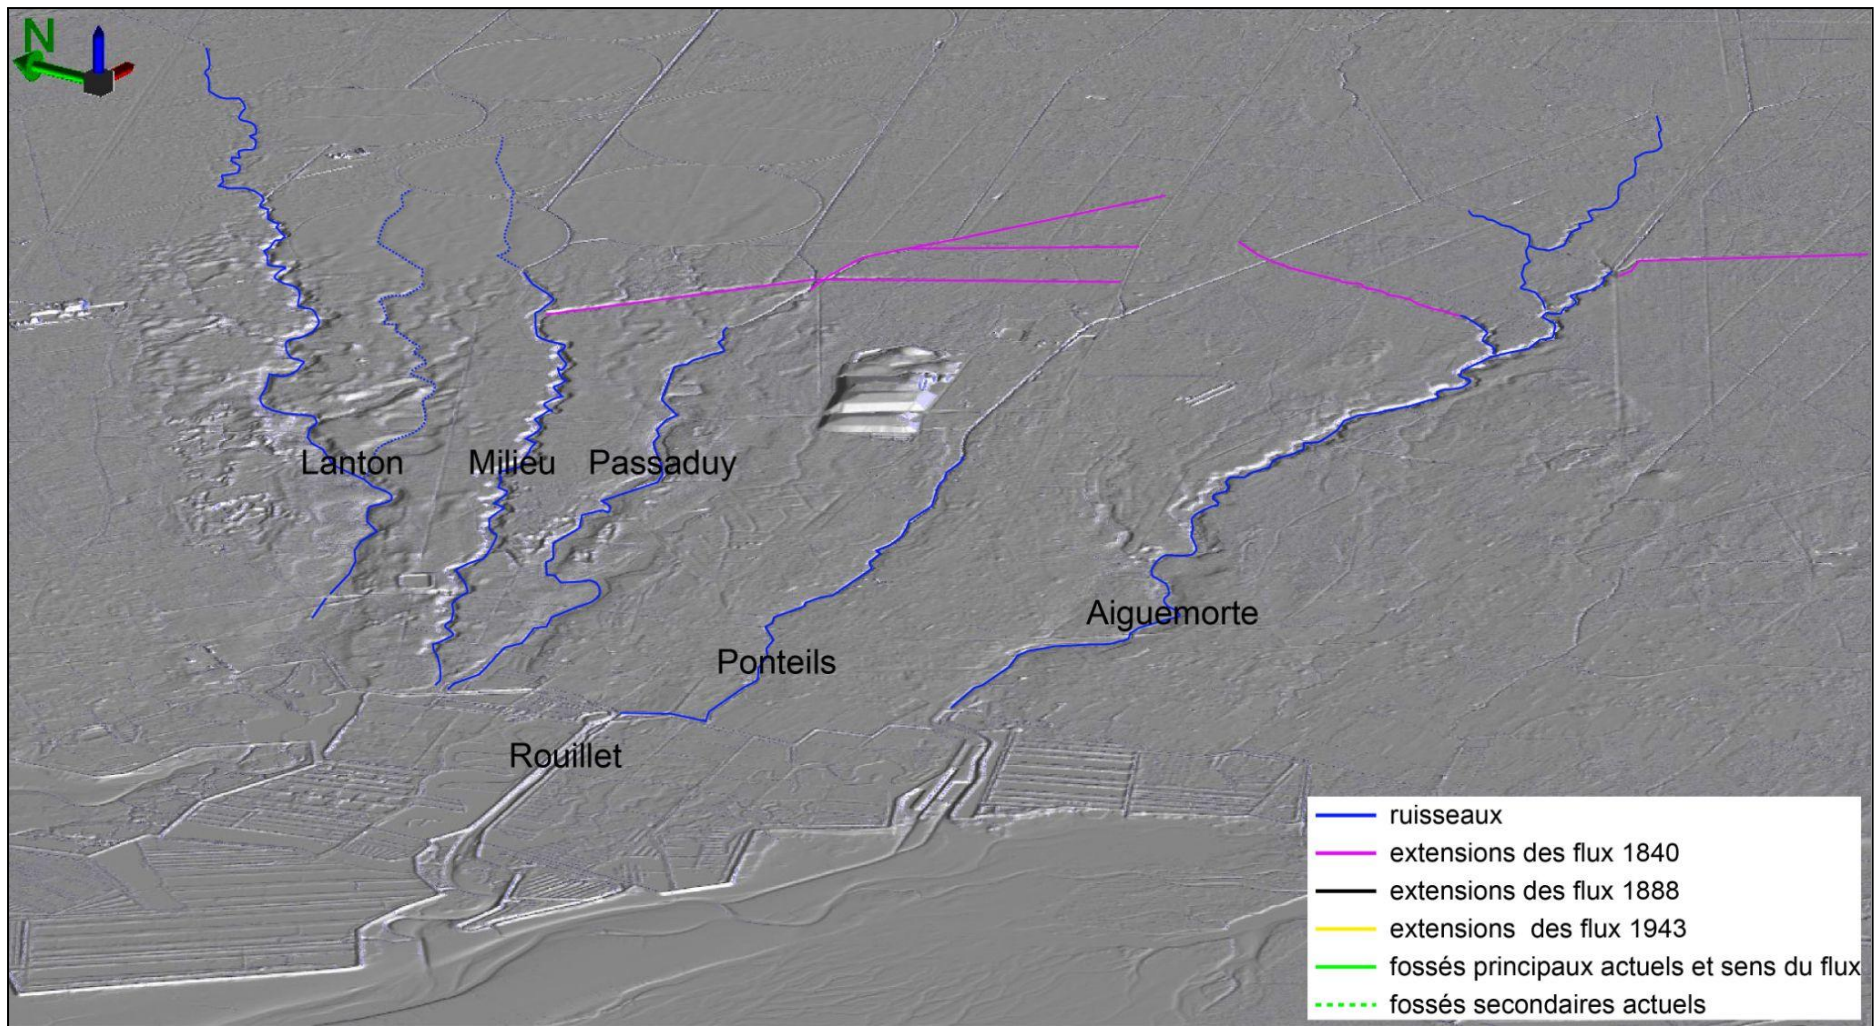 N
Lanton
Milieu
Passaduy
Aiguemorte
Ponteils
Rouillet
ruisseaux
extensions des flux 1840
extensions des flux 1888
extensions  des flux 1943
fossés principaux actuels et sens du flux
fossés secondaires actuels